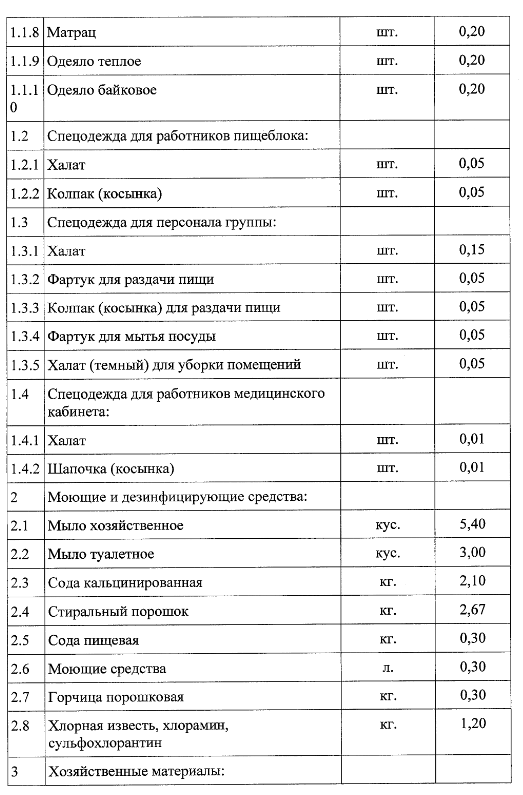 1.1.8 Матрац шт. 0,20
1.1.9 Одеяло теплое шт. 0,20
1.1.1 Одеяло байковое шт. 0,20
0
1.2 Спецодежда для работников пищеблока:
1.2.1 Халат шт. 0,05
1.2.2 Колпак (косынка) шт. 0,05
1.3 Спецодежда для персонала группы:
1.3.1 Халат шт. 0,15
1.3.2 Фартук для раздачи пищи шт. 0,05
1.3.3 Колпак (косынка) для раздачи пищи шт. 0,05
1.3.4 Фартук для мытья посуды шт. 0,05
1.3.5 Халат (темный) для уборки помещений шт. 0,05
1.4 Спецодежда для работников медицинского
кабинета:
1.4.1 Халат шт. 0,01
1.4.2 Шапочка (косынка) шт. 0,01
2 Моющие и дезинфицирующие средства:
2.1 Мыло хозяйственное кус. 5,40
2.2 Мыло туалетное кус. 3,00
2.3 Сода кальцинированная кг. 2,10
2.4 Стиральный порошок кг. 2,67
2.5 Сода пищевая кг. 0,30
2.6 Моющие средства л. 0,30
2.7 Горчица порошковая кг. 0,30
2.8 Хлорная известь, хлорамин, кг. 1,20
сульфохлорантин
3 Хозяйственные материалы: